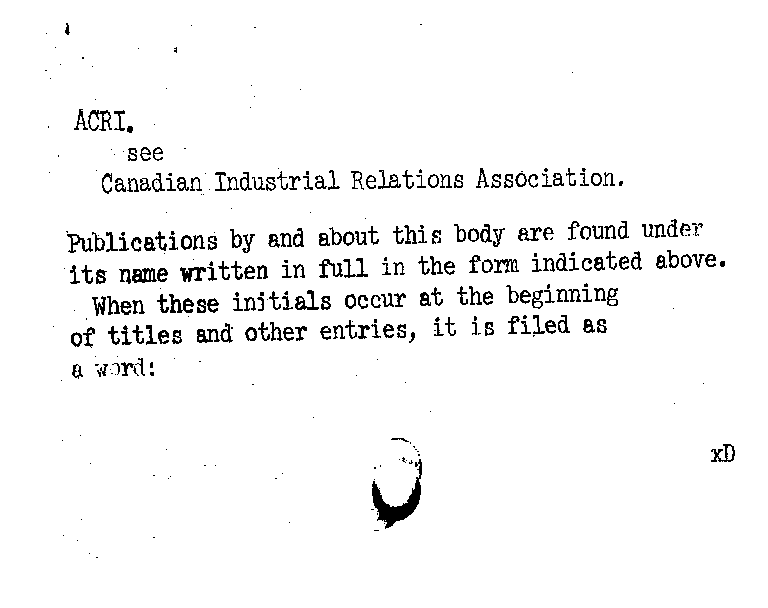 ACRI.
see
Canadian Industrial Relations Association.
Publications by and about this body are found under
its name written in full in the form indicated above.
When these initials occur at the beginning
of titles and other entries, it is filed as
a word:
xD